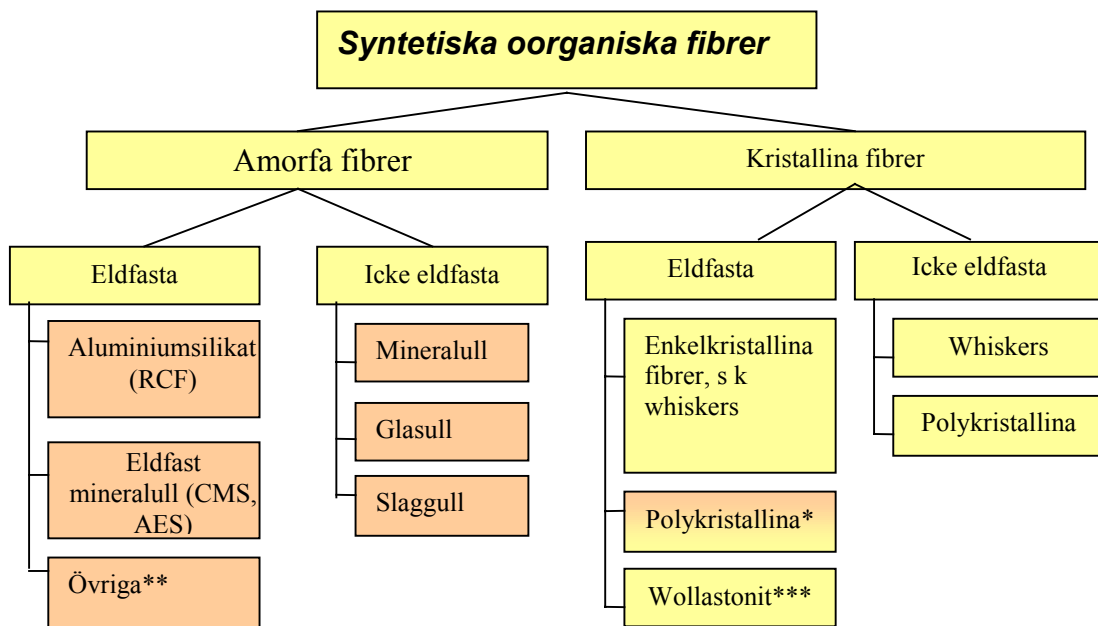 Syntetiska oorganiska fibrer
Amorfa fibrer
Kristallina fibrer
Eldfasta
Icke eldfasta
Eldfasta
Icke eldfasta
Aluminiumsilikat
(RCF)
Eldfast
mineralull (CMS,
AES)
Övriga**
Mineralull
Glasull
Slaggull
Enkelkristallina
fibrer, s k
whiskers
Polykristallina*
Wollastonit***
Whiskers
Polykristallina